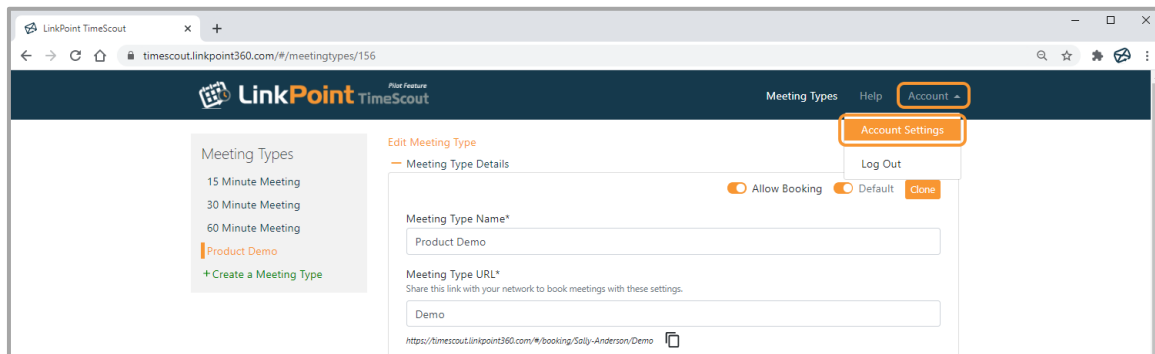 LinkPoint TimeScout
timescout.linkpoint360.com/#/meetingtypes/156
LinkPoint TimeScout
Pilot Feature
Meeting Types
Help
Account
Account Settings
Log Out
Meeting Types
15 Minute Meeting
30 Minute Meeting
60 Minute Meeting
Product Demo
+Create a Meeting Type
Edit Meeting Type
Meeting Type Details
Allow Booking
Default
Clone
Meeting Type Name*
Product Demo
Meeting Type URL*
Share this link with your network to book meetings with these settings.
Demo
https://timescout.linkpoint360.com/#/booking/Sally-Anderson/Demo